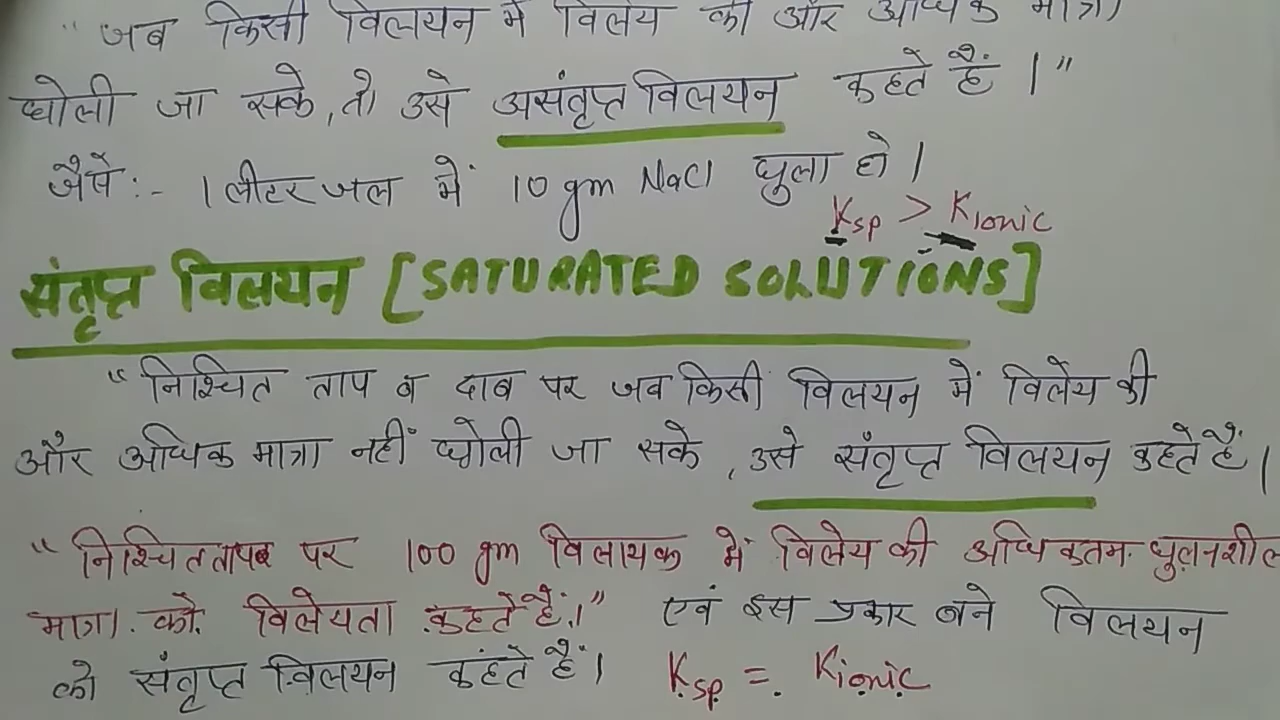 "जब किसी विलयन में विलेय की और अधिक मात्रा
घोली जा सके, तो उसे असंतृप्त विलयन कहते हैं।"
जैसे:- 1 लीटर जल में 10 gm NaCl घुला हो।
Ksp > Kionic
संतृप्त विलयन [SATURATED SOLUTIONS]
"निश्चित ताप व दाब पर जब किसी विलयन में विलेय की
और अधिक मात्रा नहीं घोली जा सके, उसे संतृप्त विलयन कहते हैं।
"निश्चित ताप पर 100 gm विलायक में विलेय की अधिकतम घुलनशील
मात्रा को विलेयता कहते हैं।" एवं इस प्रकार बने विलयन
को संतृप्त विलयन कहते हैं। Ksp = Kionic